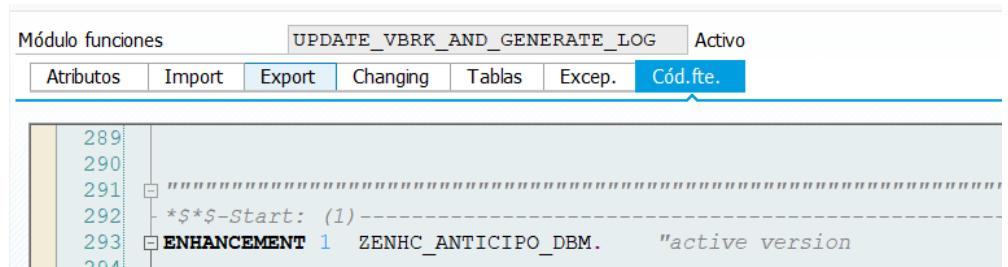 Módulo funciones UPDATE_VBRK_AND_GENERATE_LOG Activo
Atributos Import Export Changing Tablas Excep. Cód.fte.
289
290
291 """"""""""""""""""""""""""""""""""""""""""""""""""""""""""""""""
292 *$*$-Start: (1)-------------------------------------------------
293 ENHANCEMENT 1 ZENHC_ANTICIPO_DBM. "active version
294